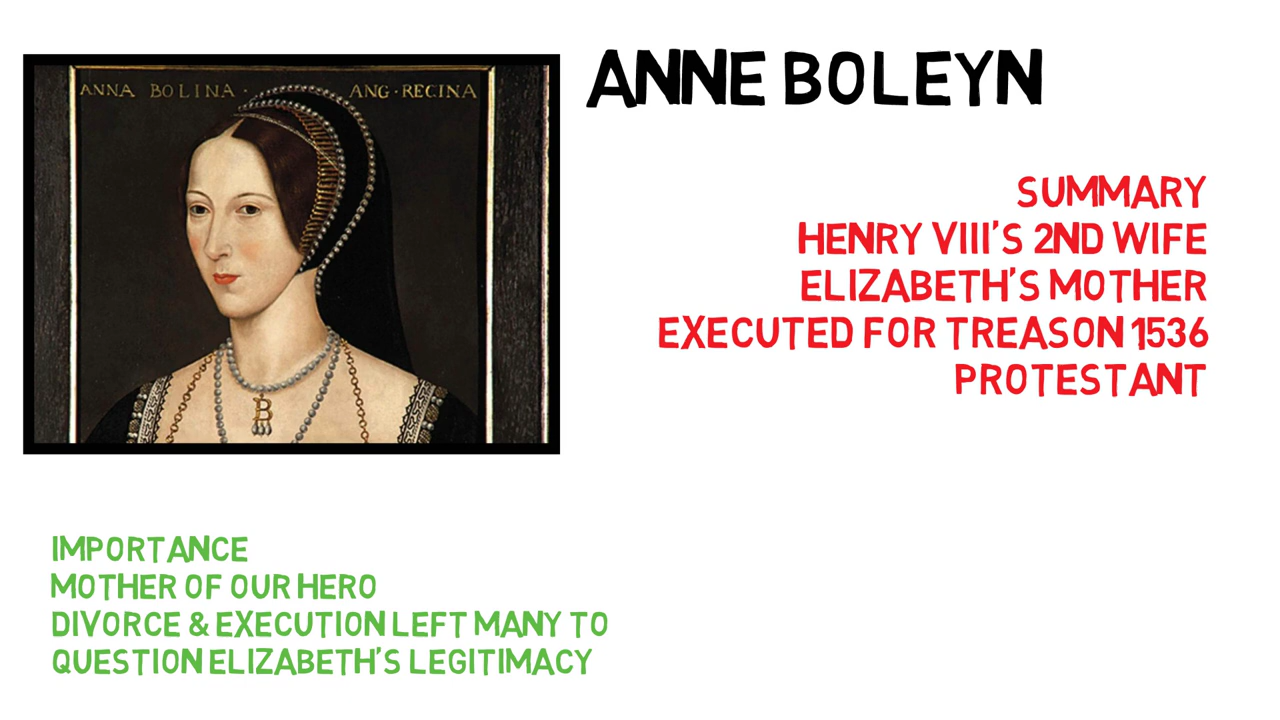 ANNA BOLINA · ANG · REGINA
B
ANNE BOLEYN
SUMMARY
HENRY VIII'S 2ND WIFE
ELIZABETH'S MOTHER
EXECUTED FOR TREASON 1536
PROTESTANT
IMPORTANCE
MOTHER OF OUR HERO
DIVORCE & EXECUTION LEFT MANY TO
QUESTION ELIZABETH'S LEGITIMACY